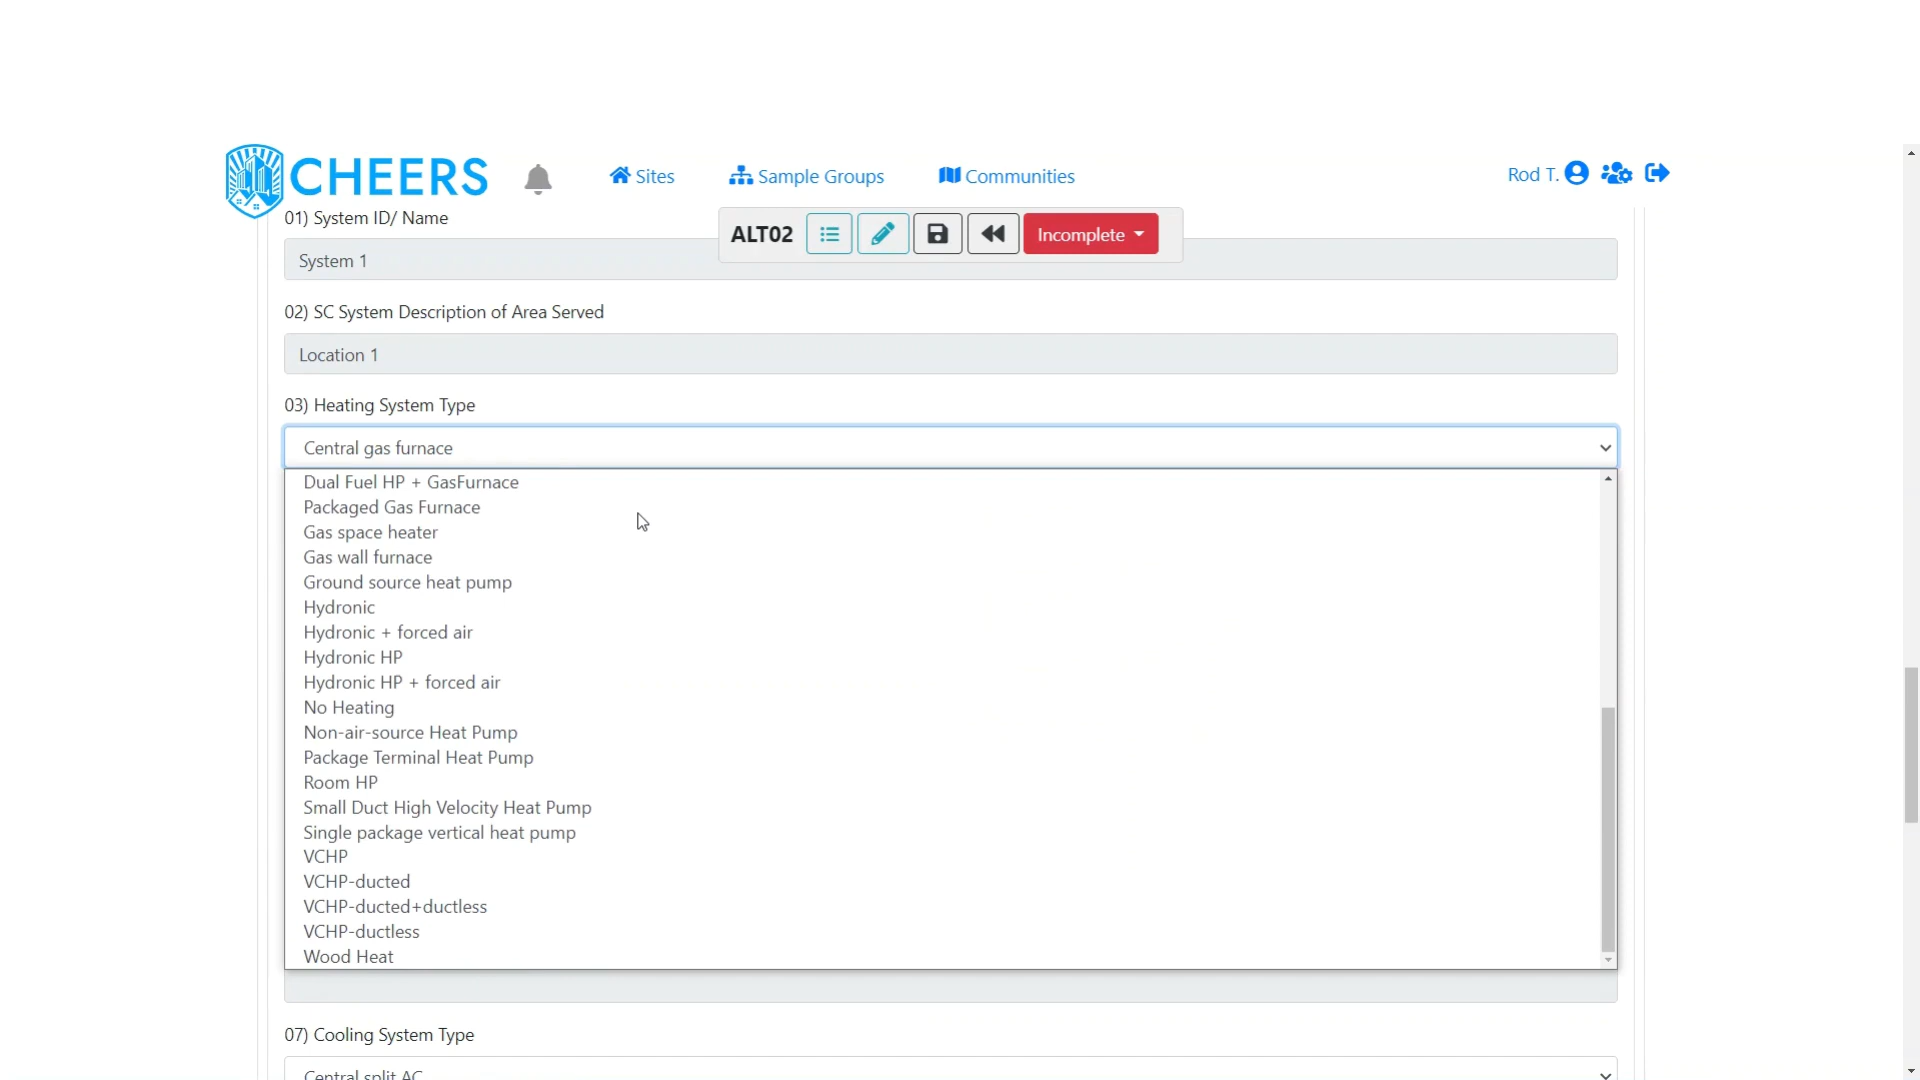 CHEERS
Sites
Sample Groups
Communities
Rod T.
01) System ID/ Name
ALT02
Incomplete
System 1
02) SC System Description of Area Served
Location 1
03) Heating System Type
Central gas furnace
Dual Fuel HP + GasFurnace
Packaged Gas Furnace
Gas space heater
Gas wall furnace
Ground source heat pump
Hydronic
Hydronic + forced air
Hydronic HP
Hydronic HP + forced air
No Heating
Non-air-source Heat Pump
Package Terminal Heat Pump
Room HP
Small Duct High Velocity Heat Pump
Single package vertical heat pump
VCHP
VCHP-ducted
VCHP-ducted+ductless
VCHP-ductless
Wood Heat
07) Cooling System Type
Central split AC